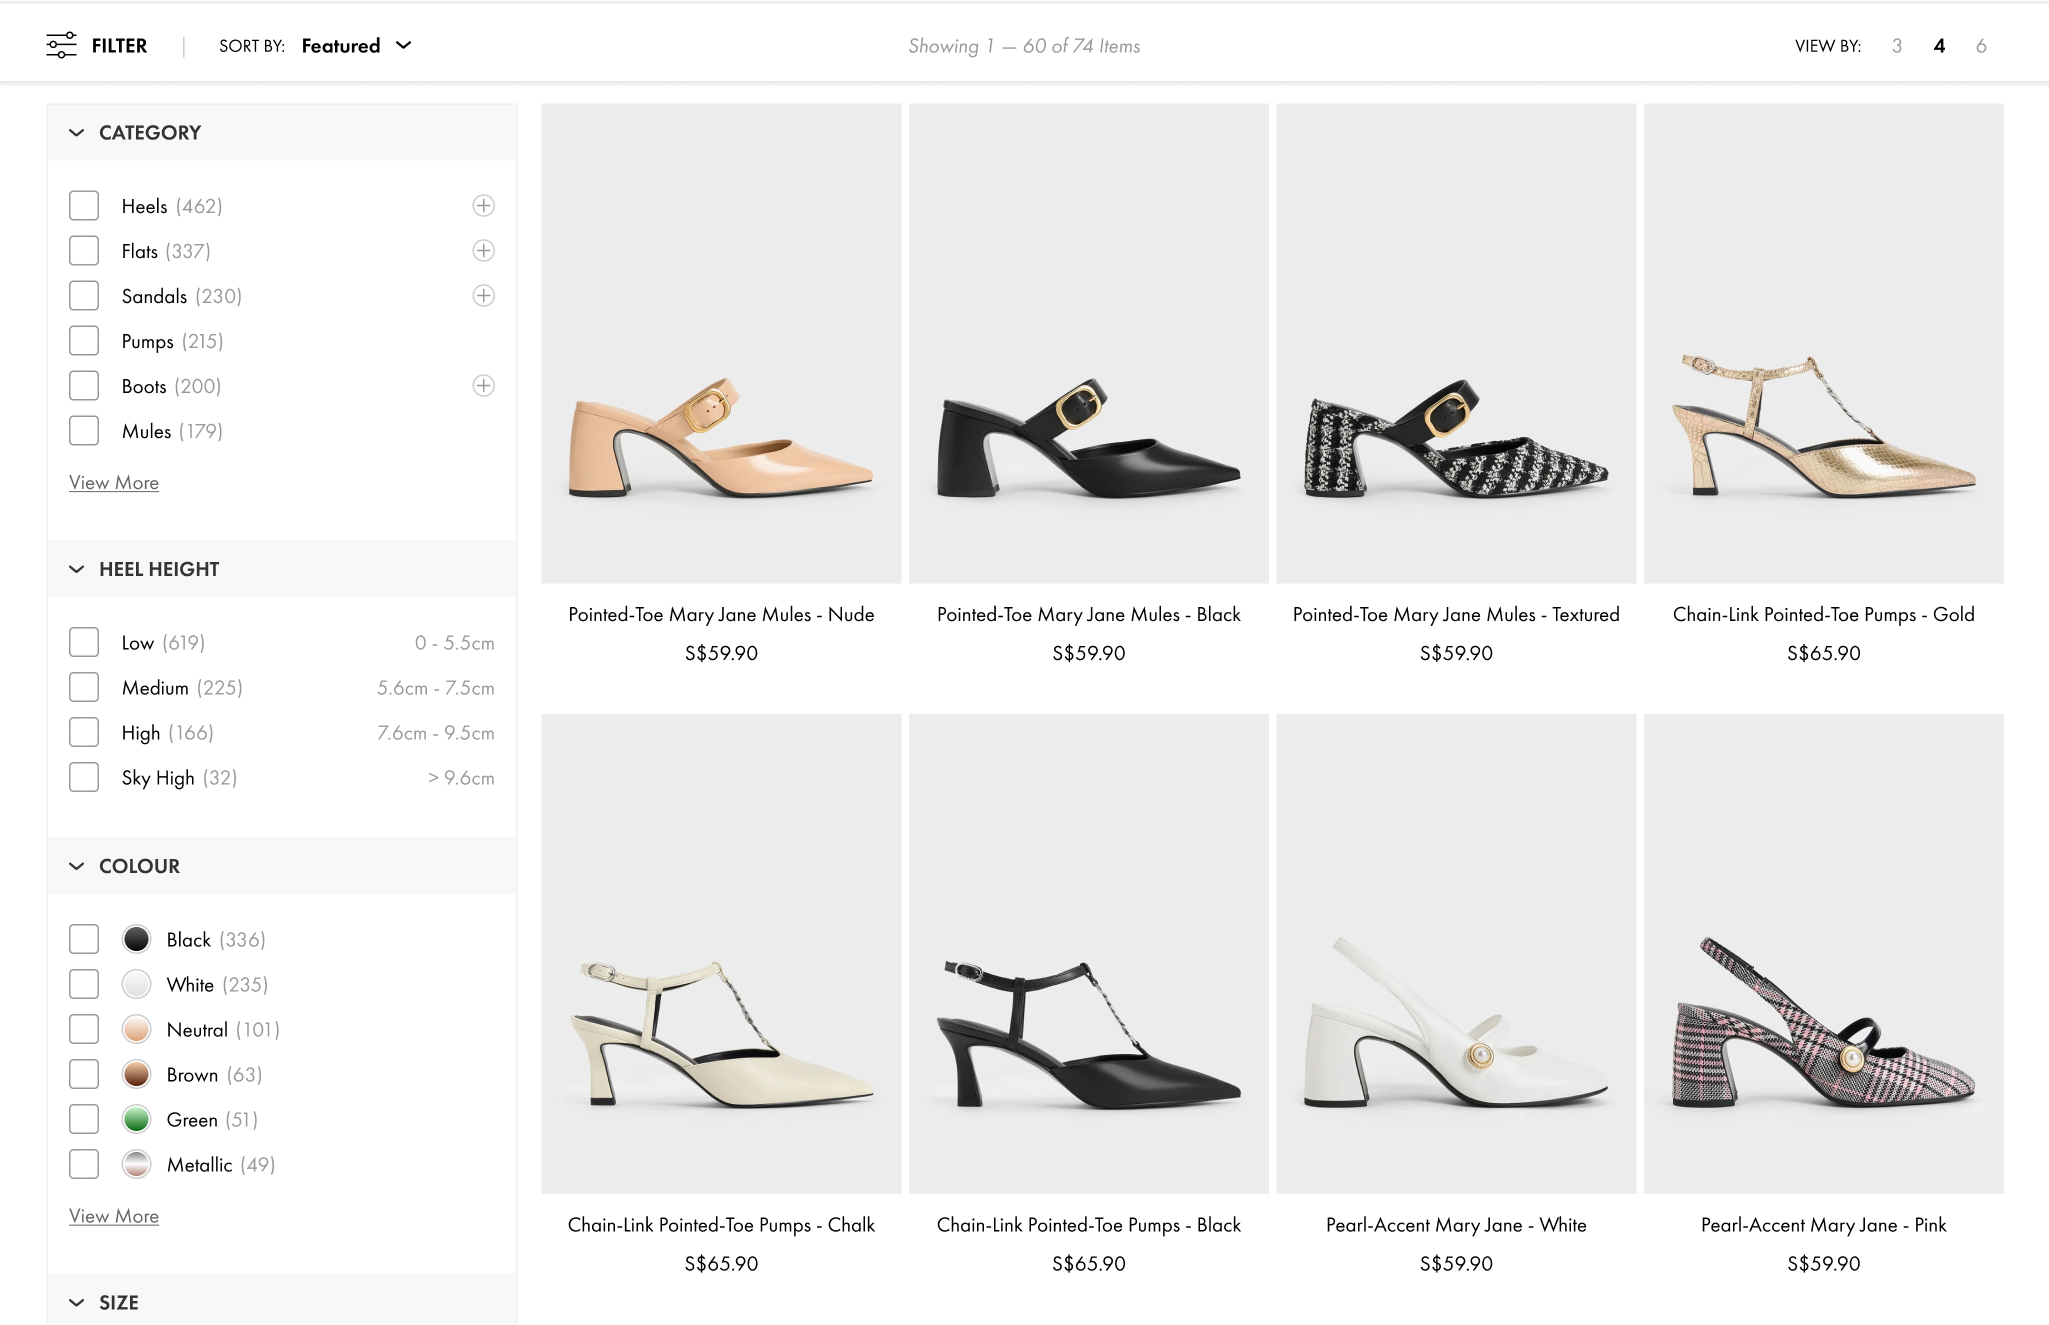 FILTER
SORT BY: Featured
Showing 1 — 60 of 74 Items
VIEW BY: 3 4 6
CATEGORY
Heels (462)
Flats (337)
Sandals (230)
Pumps (215)
Boots (200)
Mules (179)
View More
HEEL HEIGHT
Low (619) 0 - 5.5cm
Medium (225) 5.6cm - 7.5cm
High (166) 7.6cm - 9.5cm
Sky High (32) > 9.6cm
COLOUR
Black (336)
White (235)
Neutral (101)
Brown (63)
Green (51)
Metallic (49)
View More
SIZE
Pointed-Toe Mary Jane Mules - Nude
S$59.90
Pointed-Toe Mary Jane Mules - Black
S$59.90
Pointed-Toe Mary Jane Mules - Textured
S$59.90
Chain-Link Pointed-Toe Pumps - Gold
S$65.90
Chain-Link Pointed-Toe Pumps - Chalk
S$65.90
Chain-Link Pointed-Toe Pumps - Black
S$65.90
Pearl-Accent Mary Jane - White
S$59.90
Pearl-Accent Mary Jane - Pink
S$59.90